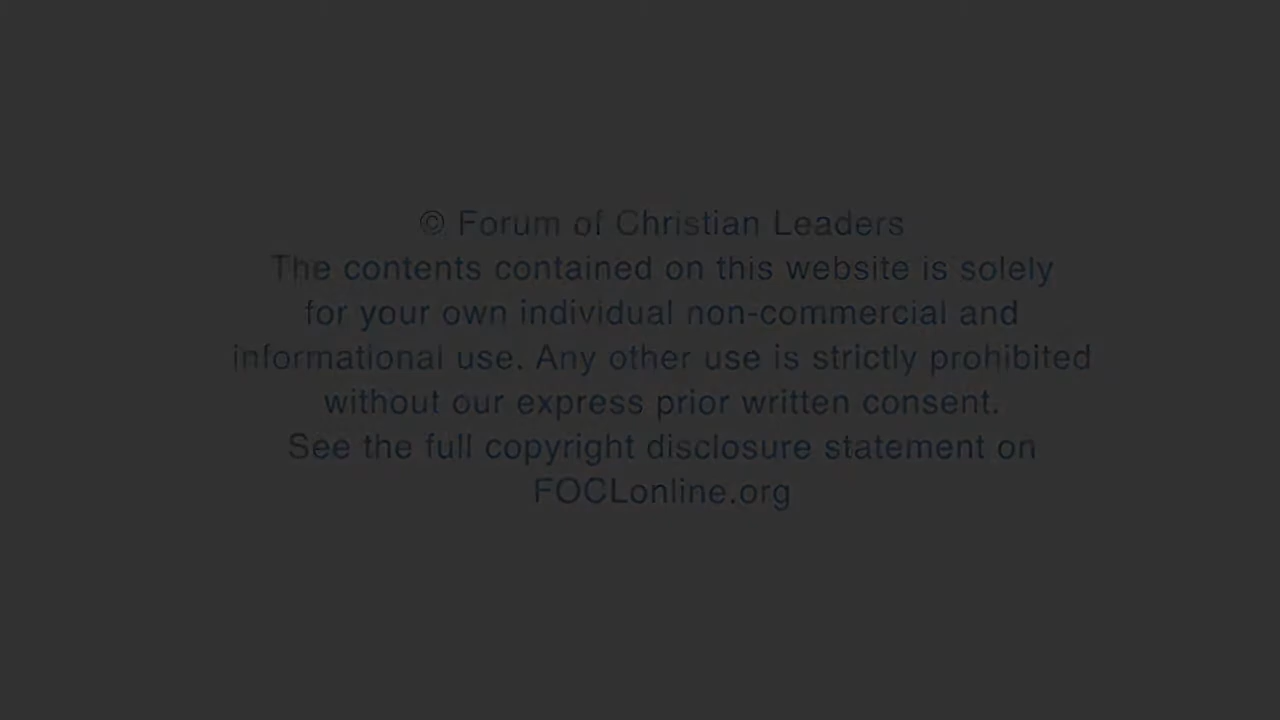 © Forum of Christian Leaders
The contents contained on this website is solely
for your own individual non-commercial and
informational use. Any other use is strictly prohibited
without our express prior written consent.
See the full copyright disclosure statement on
FOCLonline.org